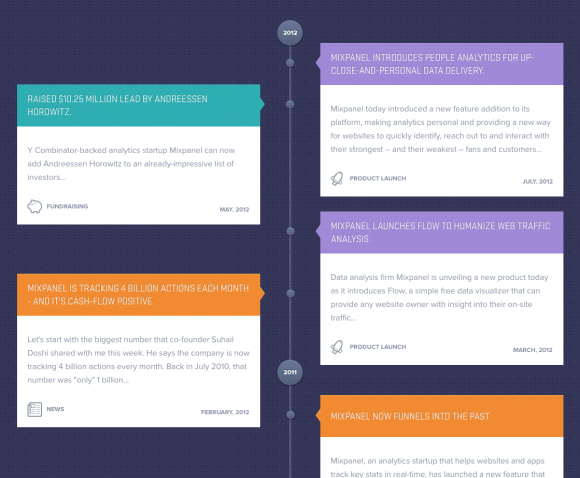 2012
MIXPANEL INTRODUCES PEOPLE ANALYTICS FOR UP-
CLOSE-AND-PERSONAL DATA DELIVERY.
Mixpanel today introduced a new feature addition to its
platform, making analytics personal and providing a new way
for websites to quickly identify, reach out to and interact with
their strongest – and their weakest – fans and customers...
PRODUCT LAUNCH
JULY, 2012
RAISED $10.25 MILLION LEAD BY ANDREESSEN
HOROWITZ.
Y Combinator-backed analytics startup Mixpanel can now
add Andreessen Horowitz to an already-impressive list of
investors...
FUNDRAISING
MAY, 2012
MIXPANEL LAUNCHES FLOW TO HUMANIZE WEB TRAFFIC
ANALYSIS.
Data analysis firm Mixpanel is unveiling a new product today
as it introduces Flow, a simple free data visualizer that can
provide any website owner with insight into their on-site
traffic...
PRODUCT LAUNCH
MARCH, 2012
MIXPANEL IS TRACKING 4 BILLION ACTIONS EACH MONTH
- AND IT'S CASH-FLOW POSITIVE.
Let's start with the biggest number that co-founder Suhail
Doshi shared with me this week. He says the company is now
tracking 4 billion actions every month. Back in July 2010, that
number was "only" 1 billion...
NEWS
FEBRUARY, 2012
2011
MIXPANEL NOW FUNNELS INTO THE PAST
Mixpanel, an analytics startup that helps websites and apps
track key stats in real-time, has launched a new feature that